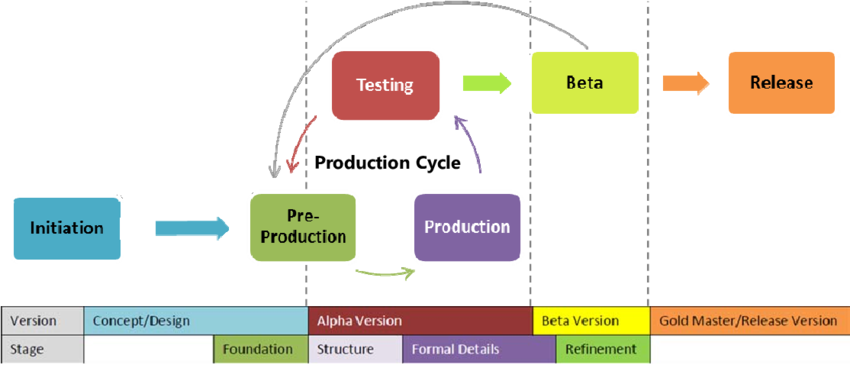 Testing
Beta
Release
Production Cycle
Initiation
Pre-
Production
Production
Version
Concept/Design
Alpha Version
Beta Version
Gold Master/Release Version
Stage
Foundation
Structure
Formal Details
Refinement